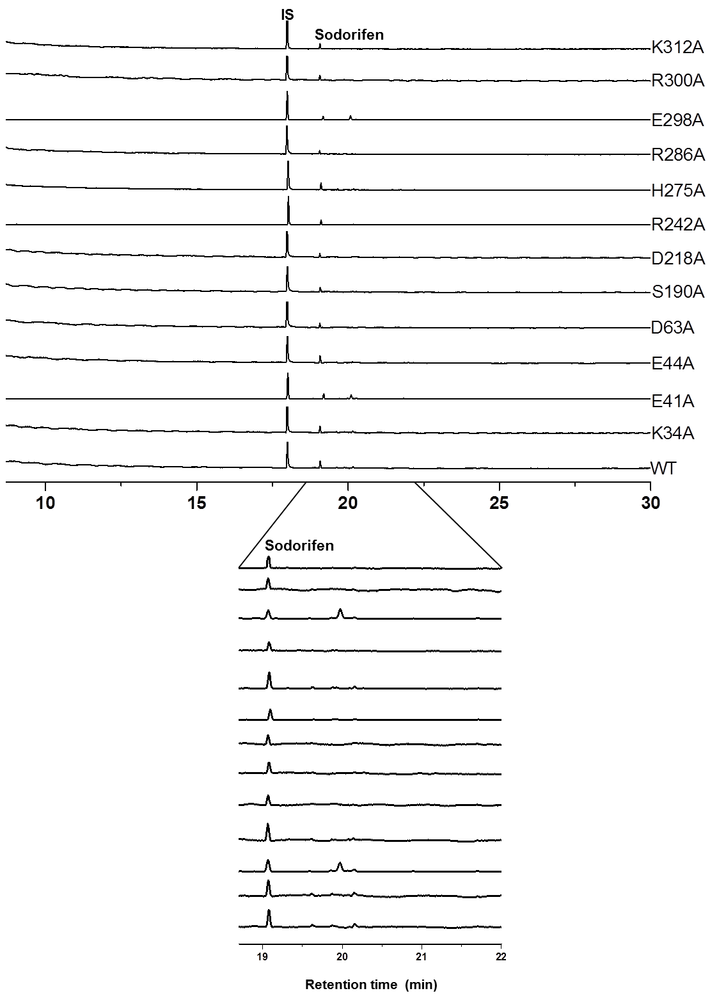 IS
Sodorifen
K312A
R300A
E298A
R286A
H275A
R242A
D218A
S190A
D63A
E44A
E41A
K34A
WT
10 15 20 25 30
Sodorifen
19 20 21 22
Retention time (min)